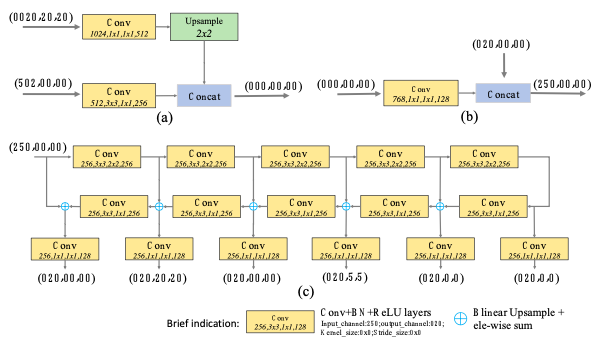 (0020,20,20)
C onv
1024,1x1,1x1,512
Upsample
2x2
(502,00,00)
C onv
512,3x3,1x1,256
C oncat
(000,00,00)
(a)
(020,00,00)
(000,00,00)
C onv
768,1x1,1x1,128
C oncat
(250,00,00)
(b)
(250,00,00)
C onv
256,3x3,2x2,256
C onv
256,3x3,2x2,256
C onv
256,3x3,2x2,256
C onv
256,3x3,2x2,256
C onv
256,3x3,2x2,256
C onv
256,3x3,1x1,256
C onv
256,3x3,1x1,256
C onv
256,3x3,1x1,256
C onv
256,3x3,1x1,256
C onv
256,3x3,1x1,256
C onv
256,1x1,1x1,128
C onv
256,1x1,1x1,128
C onv
256,1x1,1x1,128
C onv
256,1x1,1x1,128
C onv
256,1x1,1x1,128
C onv
256,1x1,1x1,128
(020,00,00)
(020,20,20)
(020,00,00)
(020,5,5)
(020,0,0)
(020,0,0)
(c)
Brief indication:
C onv
256,3x3,1x1,128
C onv+B N +R eLU layers
Input_channel:250;output_channel:020;
K ernel_size:0x0;S tride_size:0x0
B linear Upsample +
ele-wise sum